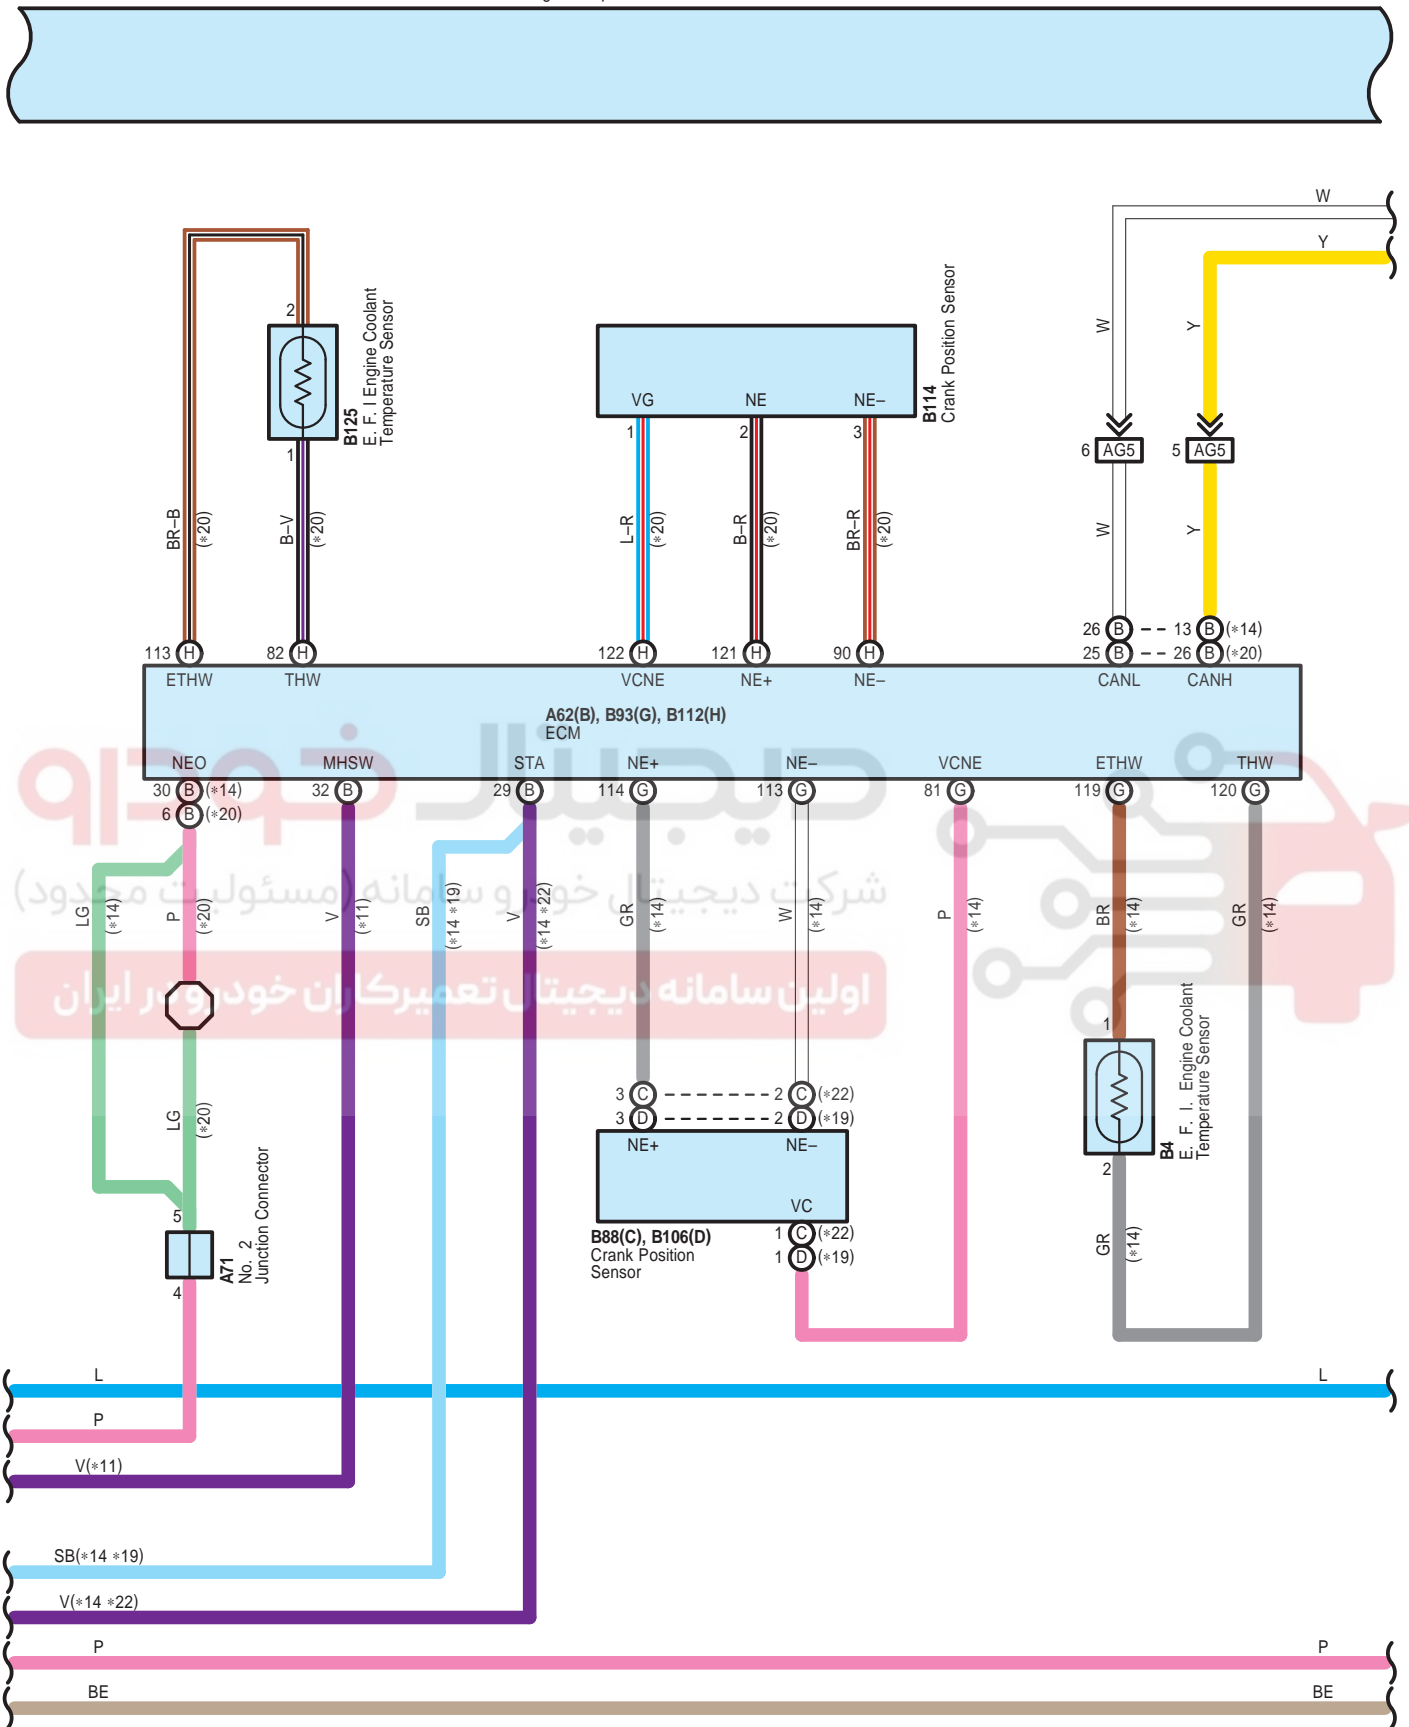 W
Y
2
B125
E. F. I Engine Coolant
Temperature Sensor
1
BR–B
(*20)
B–V
(*20)
VG
NE
NE–
B114
Crank Position Sensor
1
2
3
L–R
(*20)
B–R
(*20)
BR–R
(*20)
W
Y
6 AG5
5 AG5
W
Y
26 B – – 13 B (*14)
25 B – – 26 B (*20)
113 H
82 H
122 H
121 H
90 H
ETHW
THW
VCNE
NE+
NE–
CANL
CANH
A62(B), B93(G), B112(H)
ECM
NEO
MHSW
STA
NE+
NE–
VCNE
ETHW
THW
30 B (*14)
6 B (*20)
32 B
29 B
114 G
113 G
81 G
119 G
120 G
دیجیتال خودرو
شرکت دیجیتال خودرو سامانه (مسئولیت محدود)
اولین سامانه دیجیتال تعمیرکاران خودرو در ایران
LG
(*14)
P
(*20)
V
(*11)
SB
(*14 *19)
V
(*14 *22)
GR
(*14)
W
(*14)
P
(*14)
BR
(*14)
GR
(*14)
LG
(*20)
3 C – – – – – – – 2 C (*22)
3 D – – – – – – – 2 D (*19)
NE+
NE–
VC
1 C (*22)
1 D (*19)
B88(C), B106(D)
Crank Position
Sensor
1
B4
E. F. I. Engine Coolant
Temperature Sensor
2
GR
(*14)
5
A71
No. 2
Junction Connector
4
L
L
P
V(*11)
SB(*14 *19)
V(*14 *22)
P
P
BE
BE